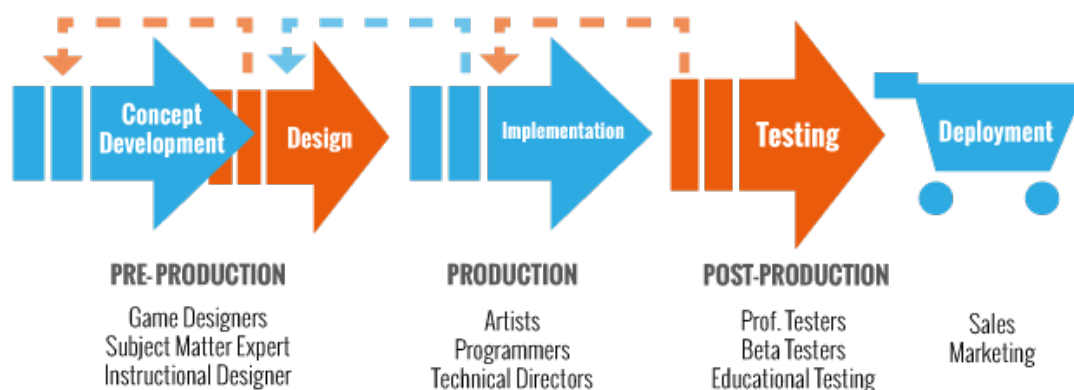 Concept
Development
Design
Implementation
Testing
Deployment
PRE-PRODUCTION
Game Designers
Subject Matter Expert
Instructional Designer
PRODUCTION
Artists
Programmers
Technical Directors
POST-PRODUCTION
Prof. Testers
Beta Testers
Educational Testing
Sales
Marketing